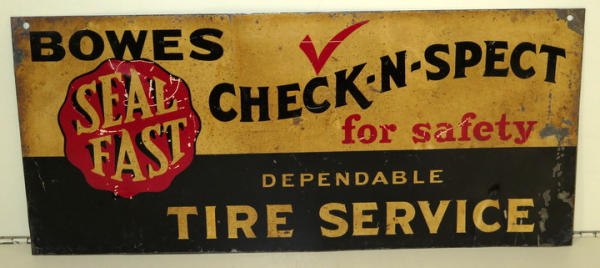 BOWES
SEAL
FAST
CHECK-N-SPECT
for safety
DEPENDABLE
TIRE SERVICE